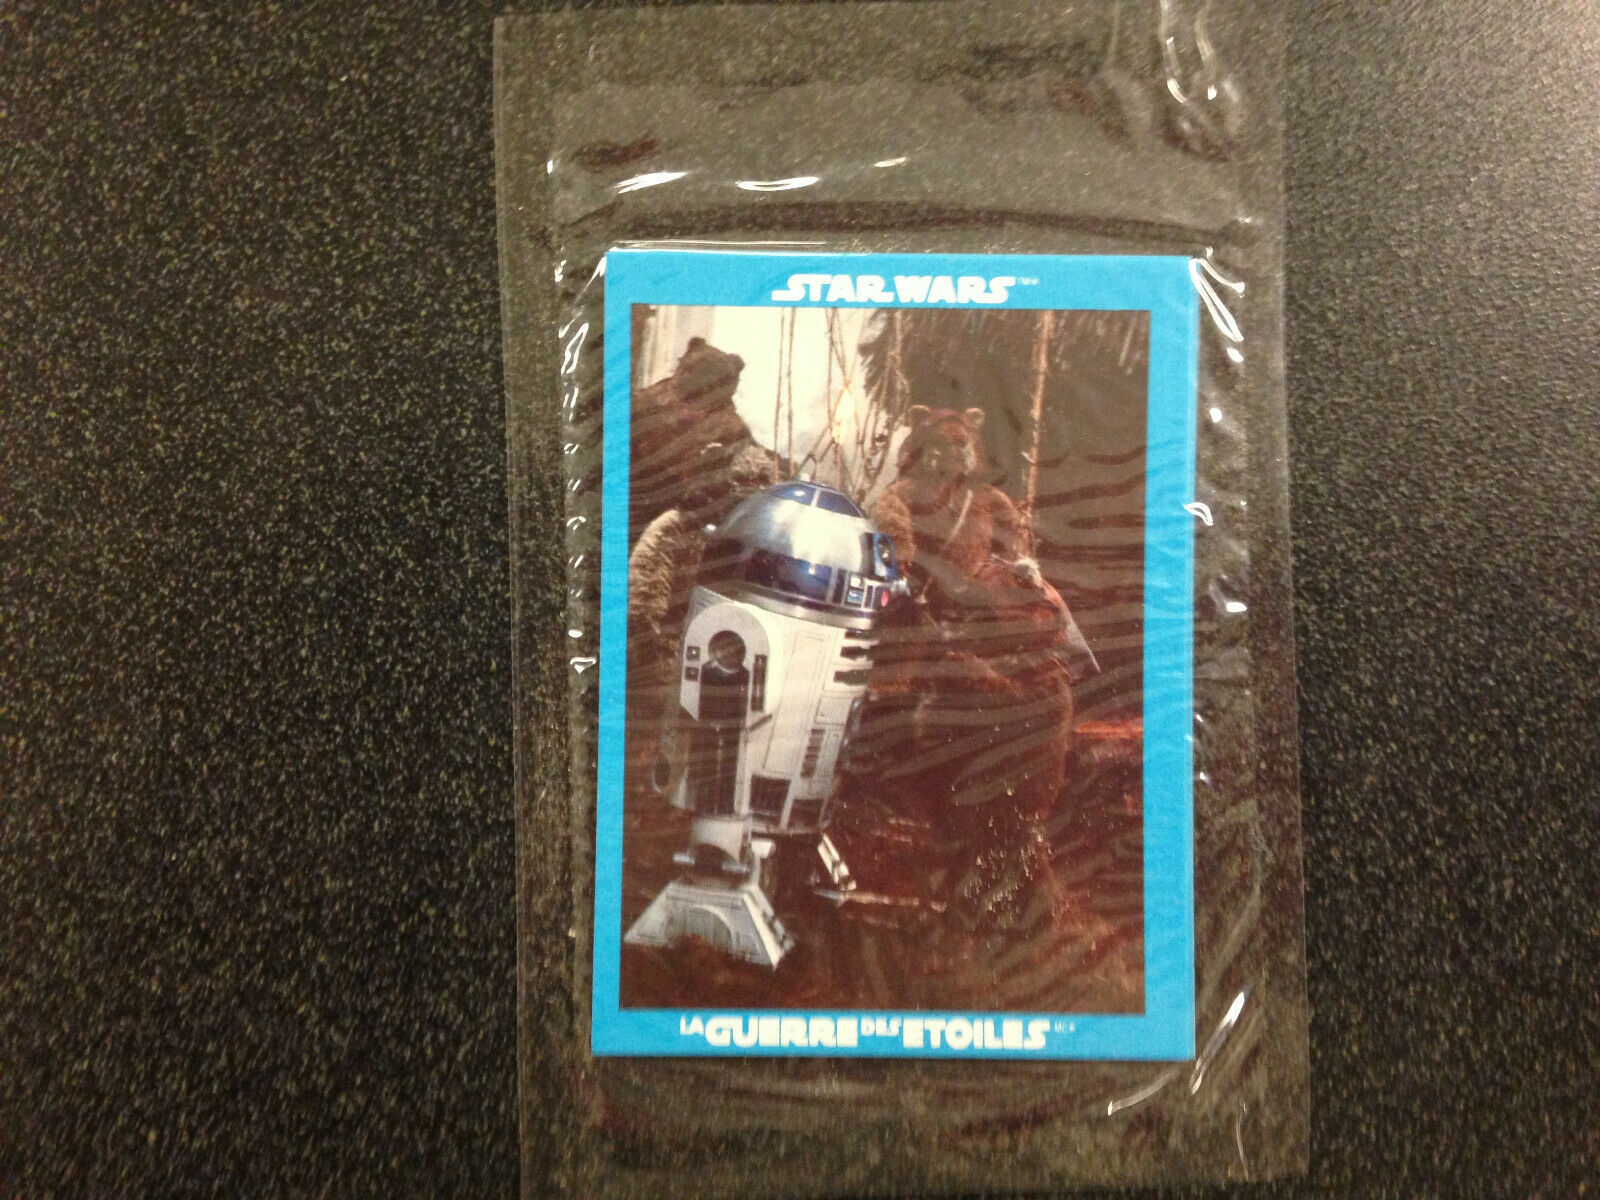 STAR WARS
LA GUERRE DES ETOILES